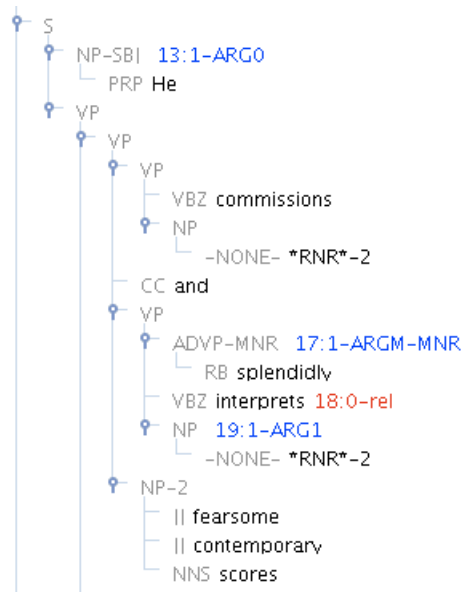 S
NP-SBJ 13:1-ARG0
PRP He
VP
VP
VP
VBZ commissions
NP
-NONE- *RNR*-2
CC and
VP
ADVP-MNR 17:1-ARGM-MNR
RB splendidly
VBZ interprets 18:0-rel
NP 19:1-ARG1
-NONE- *RNR*-2
NP-2
JJ fearsome
JJ contemporary
NNS scores